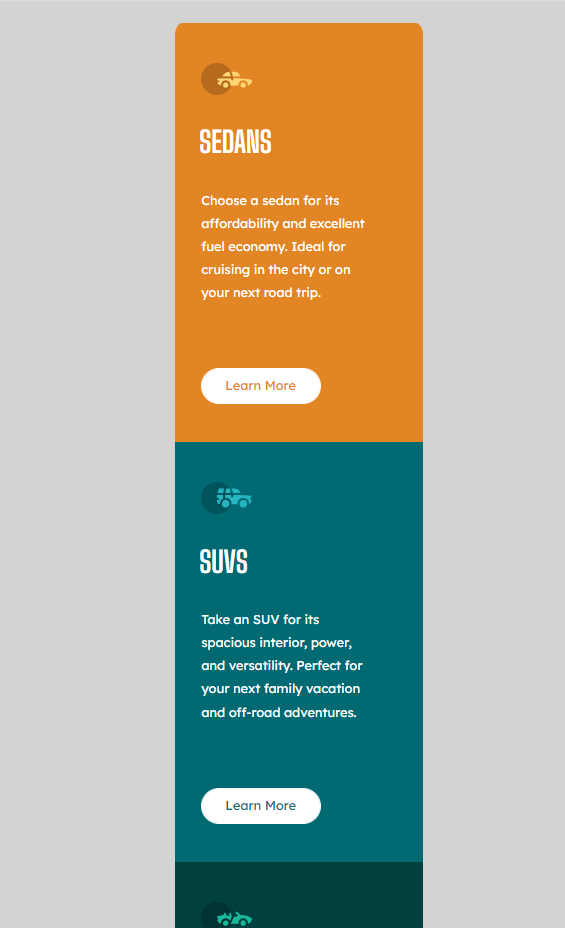 SEDANS
Choose a sedan for its
affordability and excellent
fuel economy. Ideal for
cruising in the city or on
your next road trip.
Learn More
SUVS
Take an SUV for its
spacious interior, power,
and versatility. Perfect for
your next family vacation
and off-road adventures.
Learn More